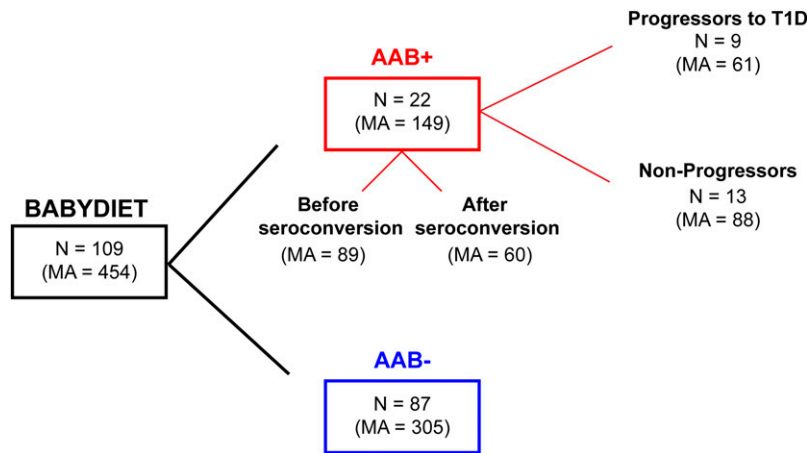 Progressors to T1D
N = 9
(MA = 61)
AAB+
N = 22
(MA = 149)
Non-Progressors
N = 13
(MA = 88)
Before
seroconversion
(MA = 89)
After
seroconversion
(MA = 60)
BABYDIET
N = 109
(MA = 454)
AAB-
N = 87
(MA = 305)